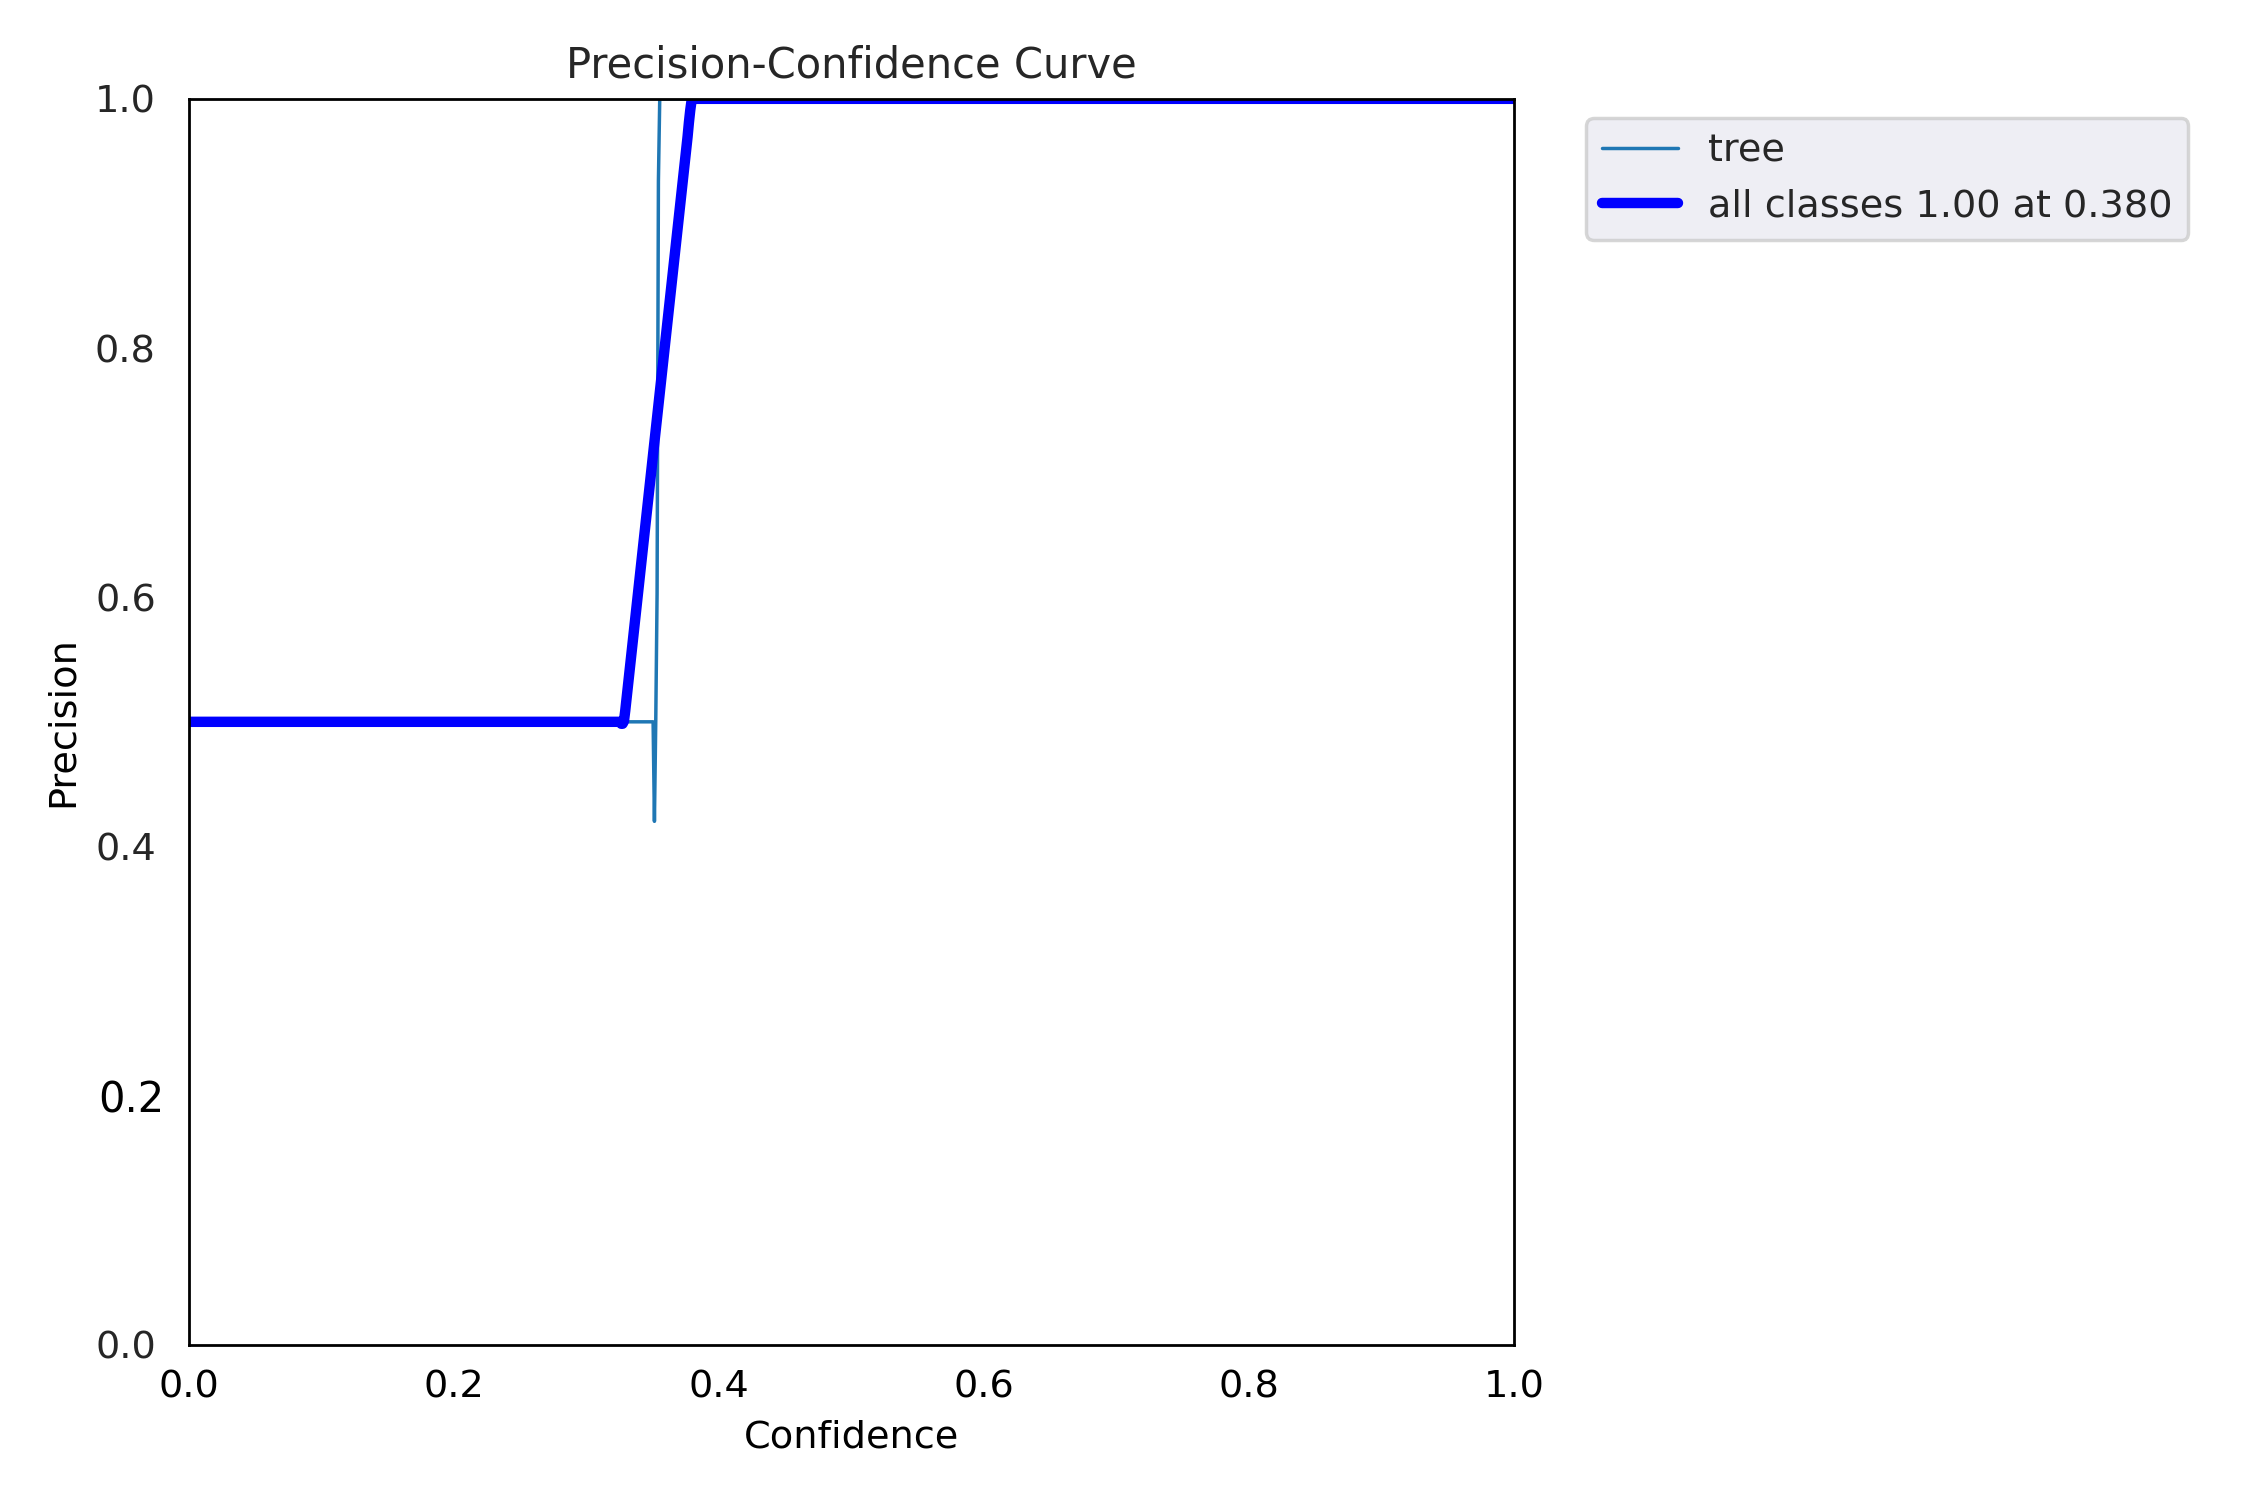 Precision-Confidence Curve
1.0
0.8
0.6
0.4
0.2
0.0
Precision
0.0 0.2 0.4 0.6 0.8 1.0
Confidence
tree
all classes 1.00 at 0.380